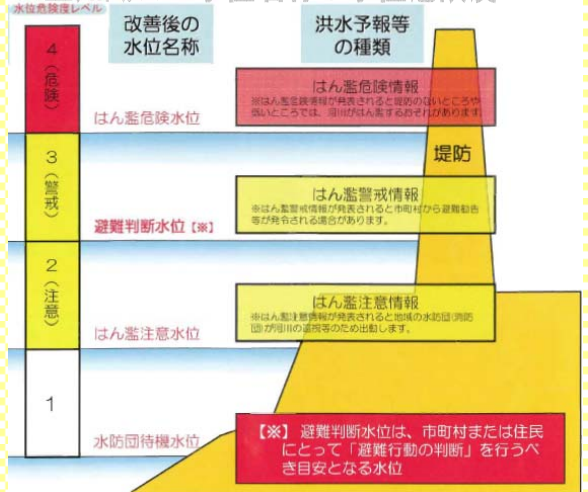 水位危険度レベル
改善後の
水位名称
洪水予報等
の種類
4(危険)
はん濫危険水位
はん濫危険情報
※はん濫危険情報が発表されると堤防のないところや
低いところでは、河川がはん濫するおそれがあります。
堤防
3(警戒)
避難判断水位【※】
はん濫警戒情報
※はん濫警戒情報が発表されると市町村から避難勧告
等が発令される場合があります。
2(注意)
はん濫注意水位
はん濫注意情報
※はん濫注意情報が発表されると地域の水防団(消防
団)が河川の巡視等のため出動します。
1
水防団待機水位
【※】避難判断水位は、市町村または住民
にとって「避難行動の判断」を行うべ
き目安となる水位